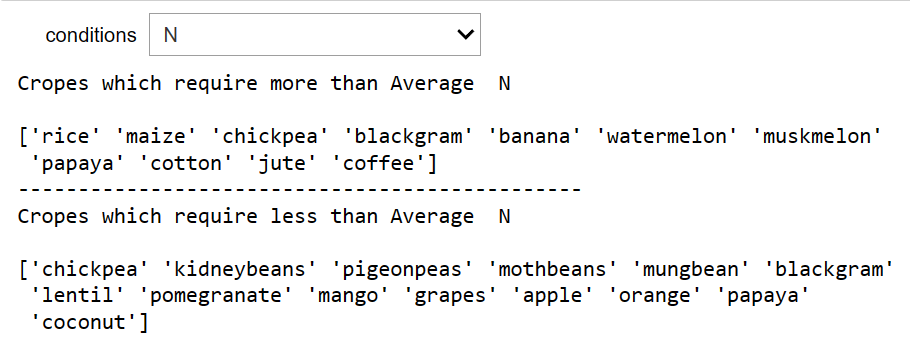 conditions N
Cropes which require more than Average  N
['rice' 'maize' 'chickpea' 'blackgram' 'banana' 'watermelon' 'muskmelon'
 'papaya' 'cotton' 'jute' 'coffee']
-----------------------------------------------
Cropes which require less than Average  N
['chickpea' 'kidneybeans' 'pigeonpeas' 'mothbeans' 'mungbean' 'blackgram'
 'lentil' 'pomegranate' 'mango' 'grapes' 'apple' 'orange' 'papaya'
 'coconut']